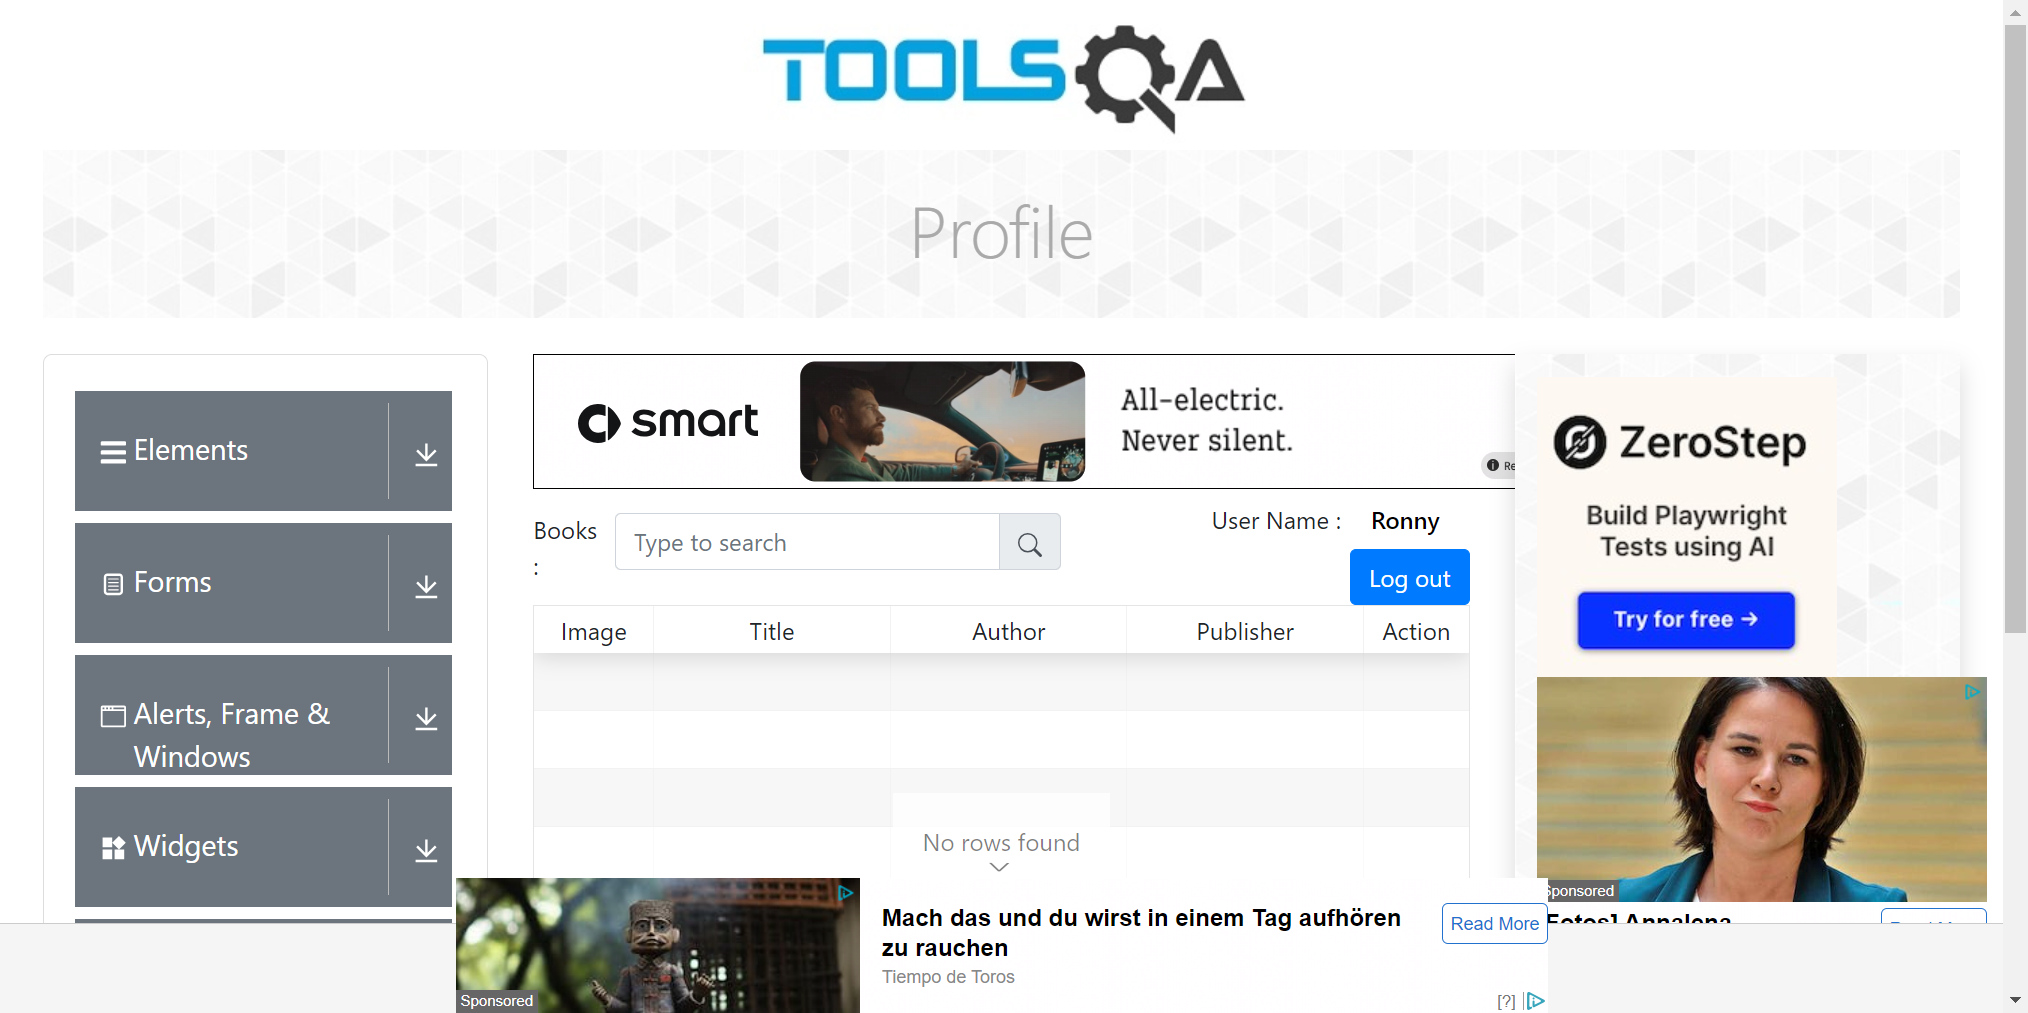 TOOLSQA
Profile
Elements
Forms
Alerts, Frame &
Windows
Widgets
smart
All-electric.
Never silent.
Books
:
Type to search
User Name :
Ronny
Log out
Image
Title
Author
Publisher
Action
No rows found
ZeroStep
Build Playwright
Tests using AI
Try for free →
Sponsored
Mach das und du wirst in einem Tag aufhören
zu rauchen
Tiempo de Toros
Read More
Sponsored
[?]